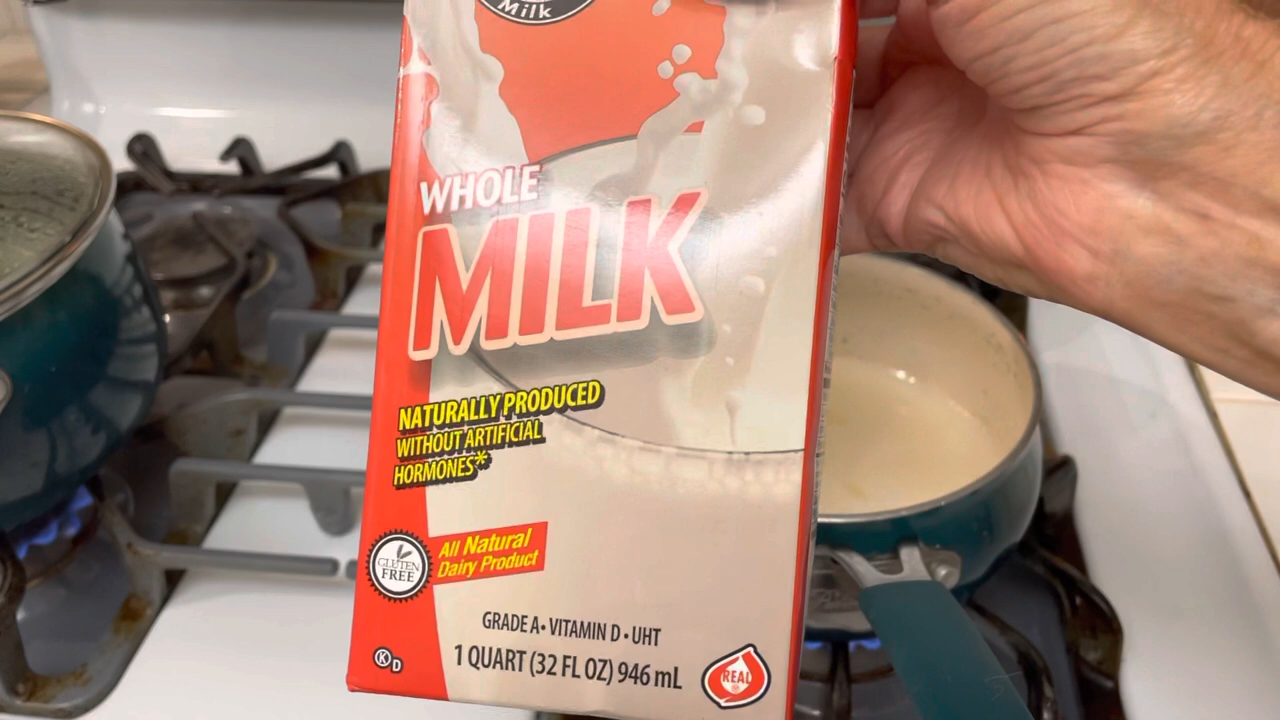 Milk
WHOLE
MILK
NATURALLY PRODUCED
WITHOUT ARTIFICIAL
HORMONES*
GLUTEN
FREE
All Natural
Dairy Product
GRADE A • VITAMIN D • UHT
1 QUART (32 FL OZ) 946 mL
K D
REAL